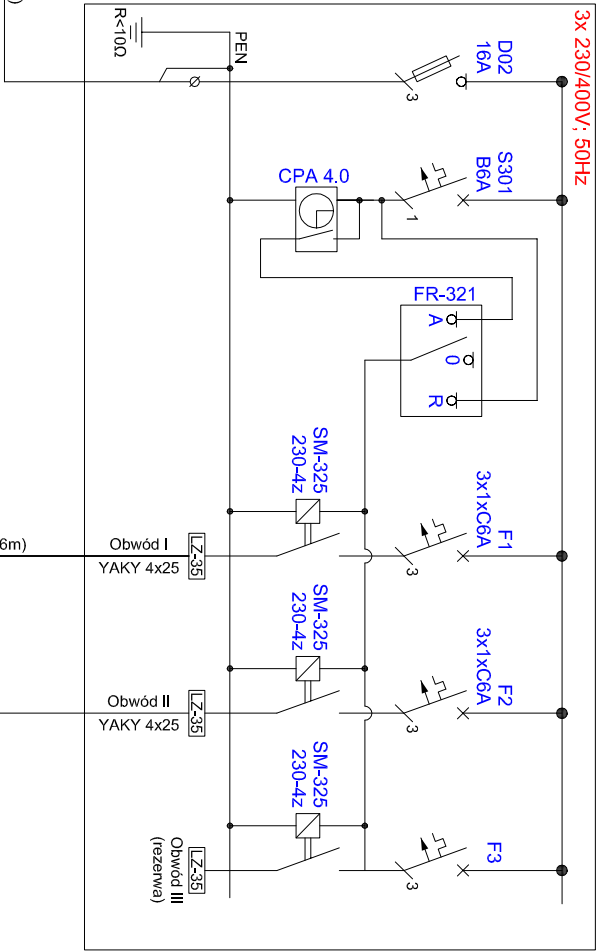 3x 230/400V; 50Hz
D02
16A
3
PEN
R<10Ω
S301
B6A
1
CPA 4.0
FR-321
A
0
R
F1
3x1xC6A
3
SM-325
230-4z
LZ-35
Obwód I
YAKY 4x25
6m)
F2
3x1xC6A
3
SM-325
230-4z
LZ-35
Obwód II
YAKY 4x25
F3
3
SM-325
230-4z
LZ-35
Obwód III
(rezerwa)
)